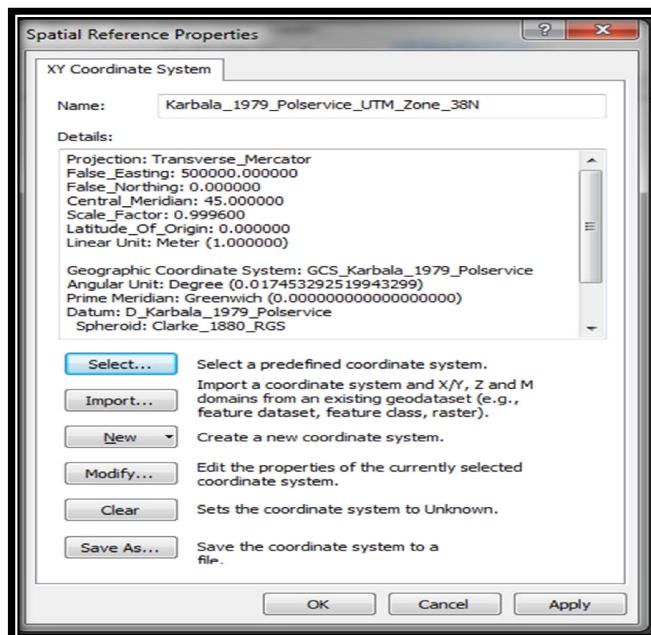 Spatial Reference Properties
XY Coordinate System
Name: Karbala_1979_Polservice_UTM_Zone_38N
Details:
Projection: Transverse_Mercator
False_Easting: 500000.000000
False_Northing: 0.000000
Central_Meridian: 45.000000
Scale_Factor: 0.999600
Latitude_Of_Origin: 0.000000
Linear Unit: Meter (1.000000)
Geographic Coordinate System: GCS_Karbala_1979_Polservice
Angular Unit: Degree (0.017453292519943299)
Prime Meridian: Greenwich (0.000000000000000000)
Datum: D_Karbala_1979_Polservice
Spheroid: Clarke_1880_RGS
Select... Select a predefined coordinate system.
Import a coordinate system and X/Y, Z and M
Import... domains from an existing geodataset (e.g.,
feature dataset, feature class, raster).
New Create a new coordinate system.
Modify... Edit the properties of the currently selected
coordinate system.
Clear Sets the coordinate system to Unknown.
Save As... Save the coordinate system to a
file.
OK Cancel Apply